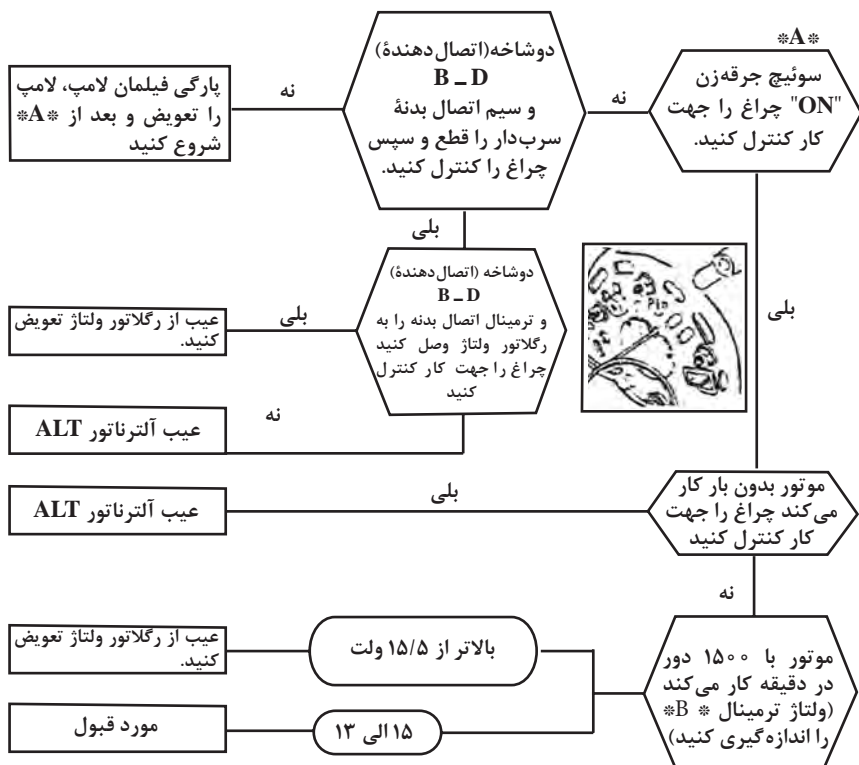 *A*
سوئیچ جرقه‌زن
"ON" چراغ را جهت
کار کنترل کنید.
نه
دوشاخه(اتصال‌دهندهٔ)
B – D
و سیم اتصال بدنهٔ
سرب‌دار را قطع و سپس
چراغ را کنترل کنید.
نه
پارگی فیلمان لامپ، لامپ
را تعویض و بعد از *A*
شروع کنید
بلی
دوشاخه (اتصال‌دهندهٔ)
B – D
و ترمینال اتصال بدنه را به
رگلاتور ولتاژ وصل کنید
چراغ را جهت کار کنترل
کنید
بلی
عیب از رگلاتور ولتاژ تعویض
کنید.
نه
عیب آلترناتور ALT
Pin
بلی
موتور بدون بار کار
می‌کند چراغ را جهت
کار کنترل کنید
بلی
عیب آلترناتور ALT
نه
موتور با ۱۵۰۰ دور
در دقیقه کار می‌کند
(ولتاژ ترمینال * B*
را اندازه‌گیری کنید)
بالاتر از ۱۵/۵ ولت
عیب از رگلاتور ولتاژ تعویض
کنید.
۱۵ الی ۱۳
مورد قبول